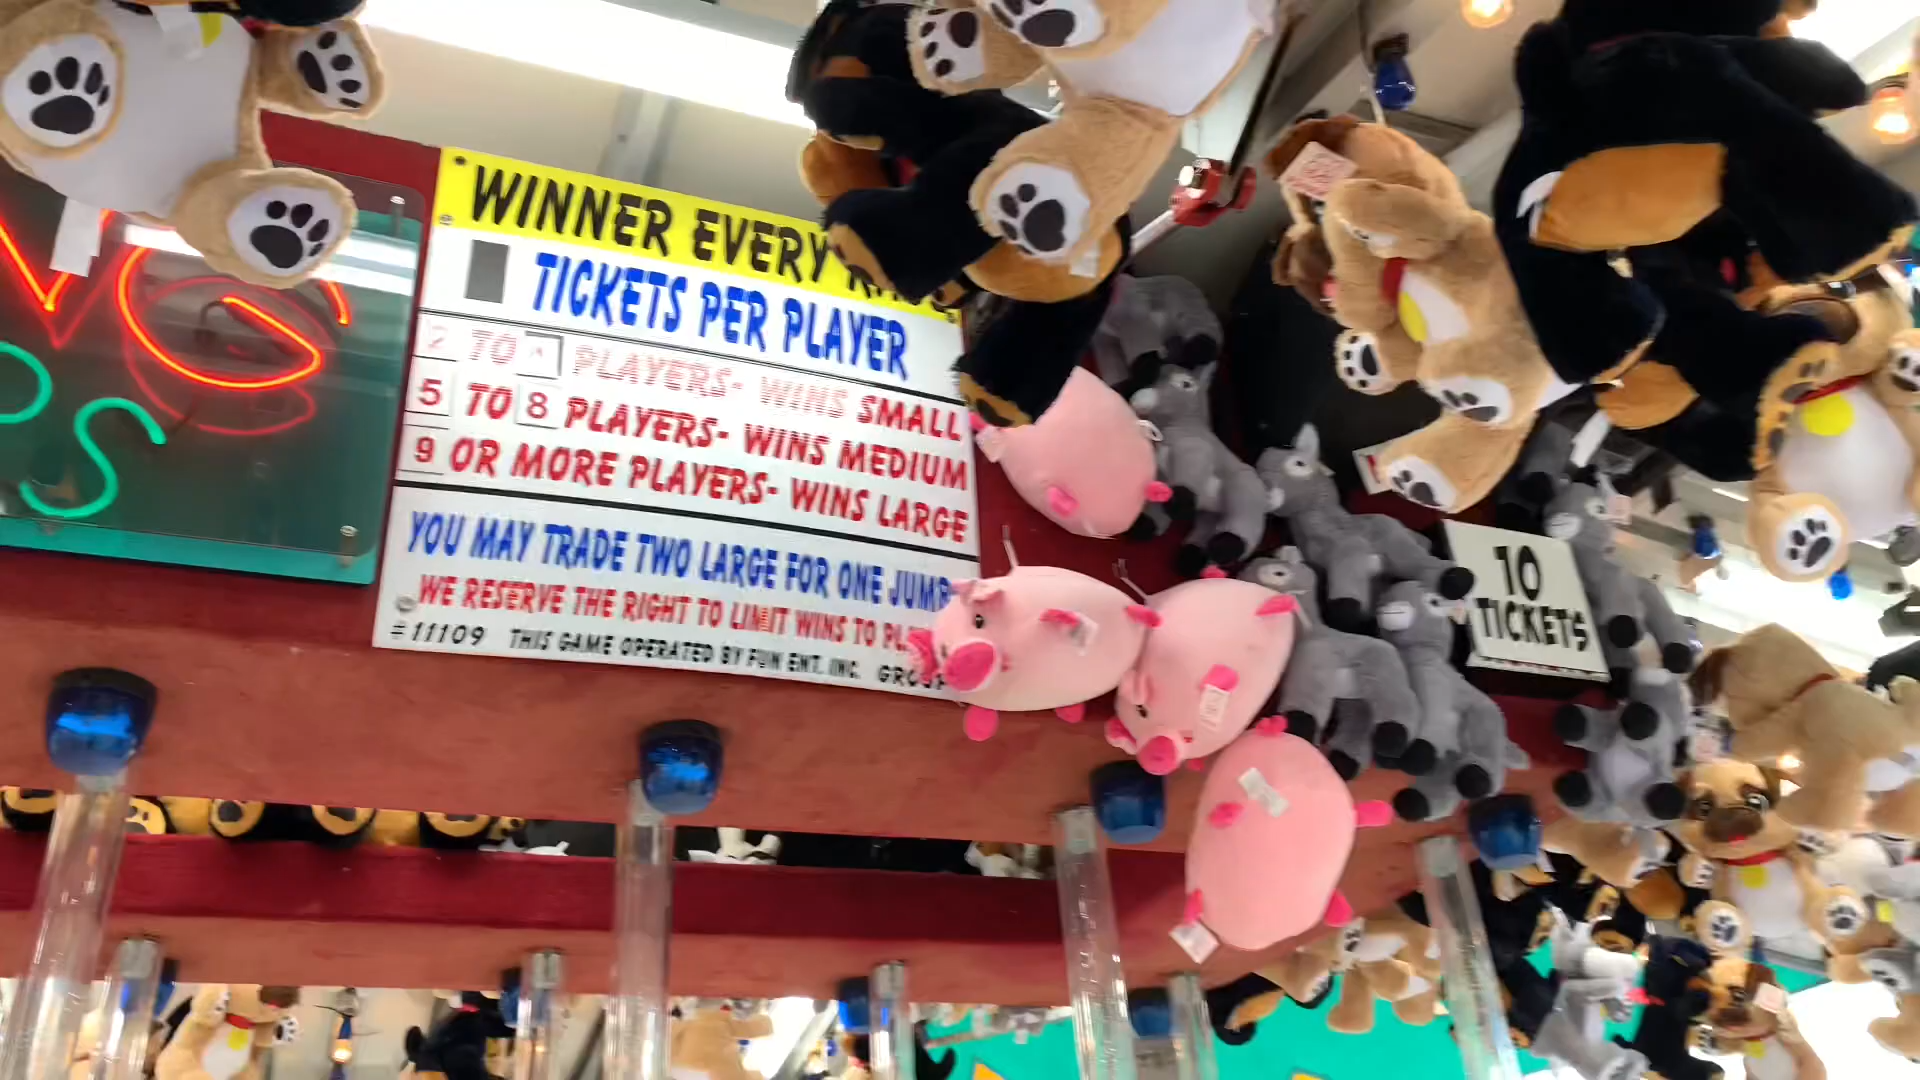 WINNER EVERY
TICKETS PER PLAYER
2 TO PLAYERS- WINS SMALL
5 TO 8 PLAYERS- WINS MEDIUM
9 OR MORE PLAYERS- WINS LARGE
YOU MAY TRADE TWO LARGE FOR ONE
WE RESERVE THE RIGHT TO LIMIT WINS TO
#11109 THIS GAME OPERATED BY FUN ENT. INC.
10
TICKETS